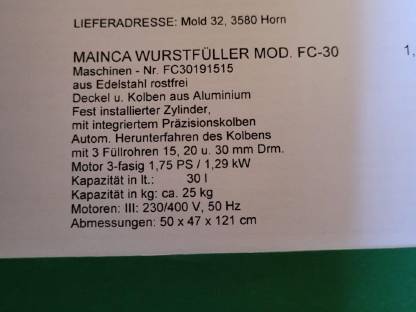 LIEFERADRESSE: Mold 32, 3580 Horn
MAINCA WURSTFÜLLER MOD. FC-30 1,
Maschinen - Nr. FC30191515
aus Edelstahl rostfrei
Deckel u. Kolben aus Aluminium
Fest installierter Zylinder,
mit integriertem Präzisionskolben
Autom. Herunterfahren des Kolbens
mit 3 Füllrohren 15, 20 u. 30 mm Drm.
Motor 3-fasig 1,75 PS / 1,29 kW
Kapazität in lt.: 30 l
Kapazität in kg: ca. 25 kg
Motoren: III: 230/400 V, 50 Hz
Abmessungen: 50 x 47 x 121 cm